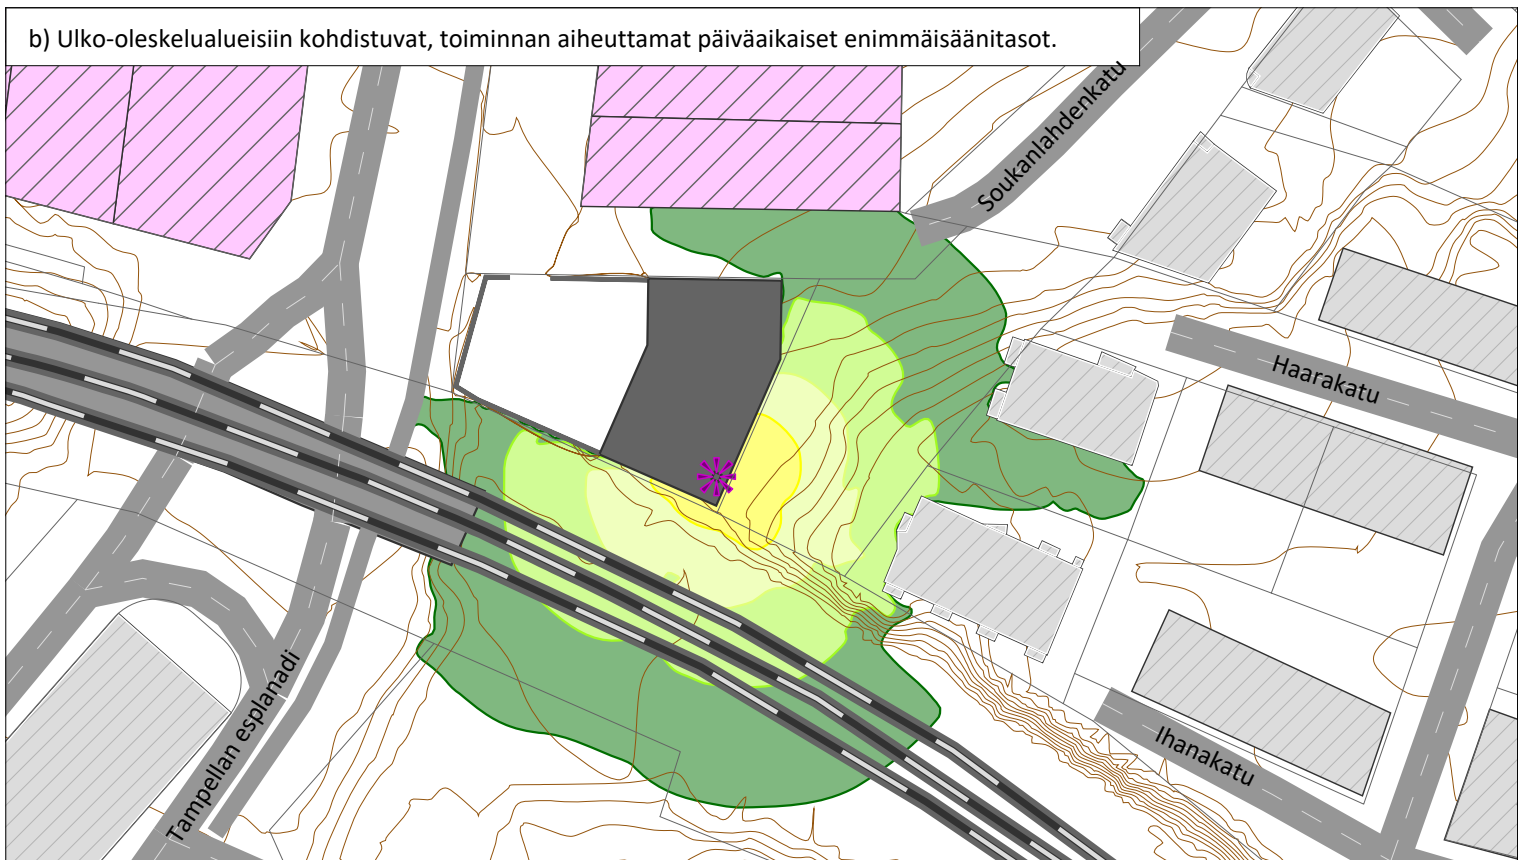 b) Ulko-oleskelualueisiin kohdistuvat, toiminnan aiheuttamat päiväaikaiset enimmäisäänitasot.
Soukanlahdenkatu
Haarakatu
Tampellan esplanadi
Ihanakatu